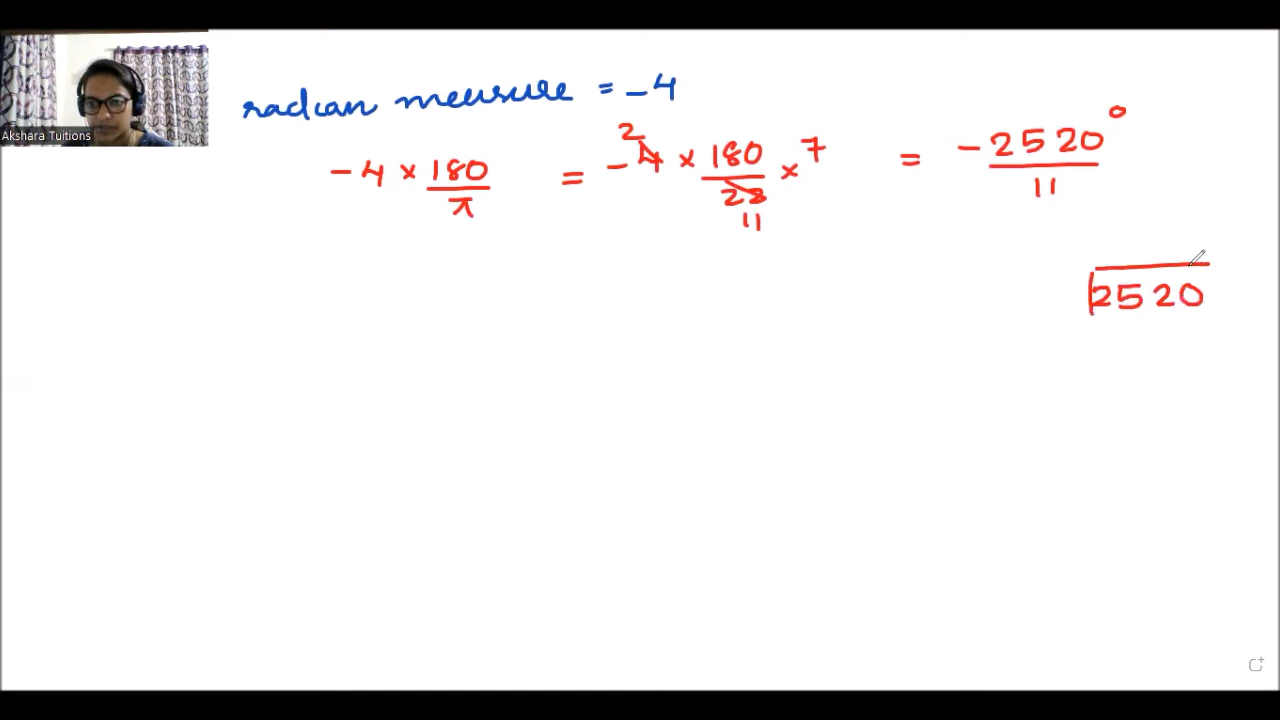 radian measure = -4
-4 × 180/π = -4 2 × 180/22 11 × 7 = -2520°/11
2520
Akshara Tuitions